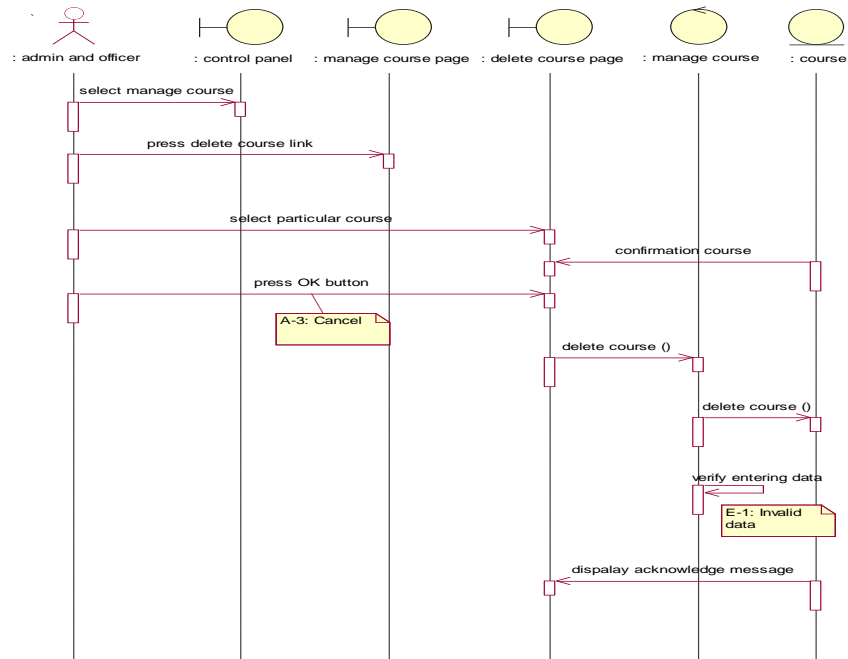 : admin and officer
: control panel
: manage course page
: delete course page
: manage course
: course
select manage course
press delete course link
select particular course
confirmation course
press OK button
A-3: Cancel
delete course ()
delete course ()
verify entering data
E-1: Invalid
data
dispalay acknowledge message